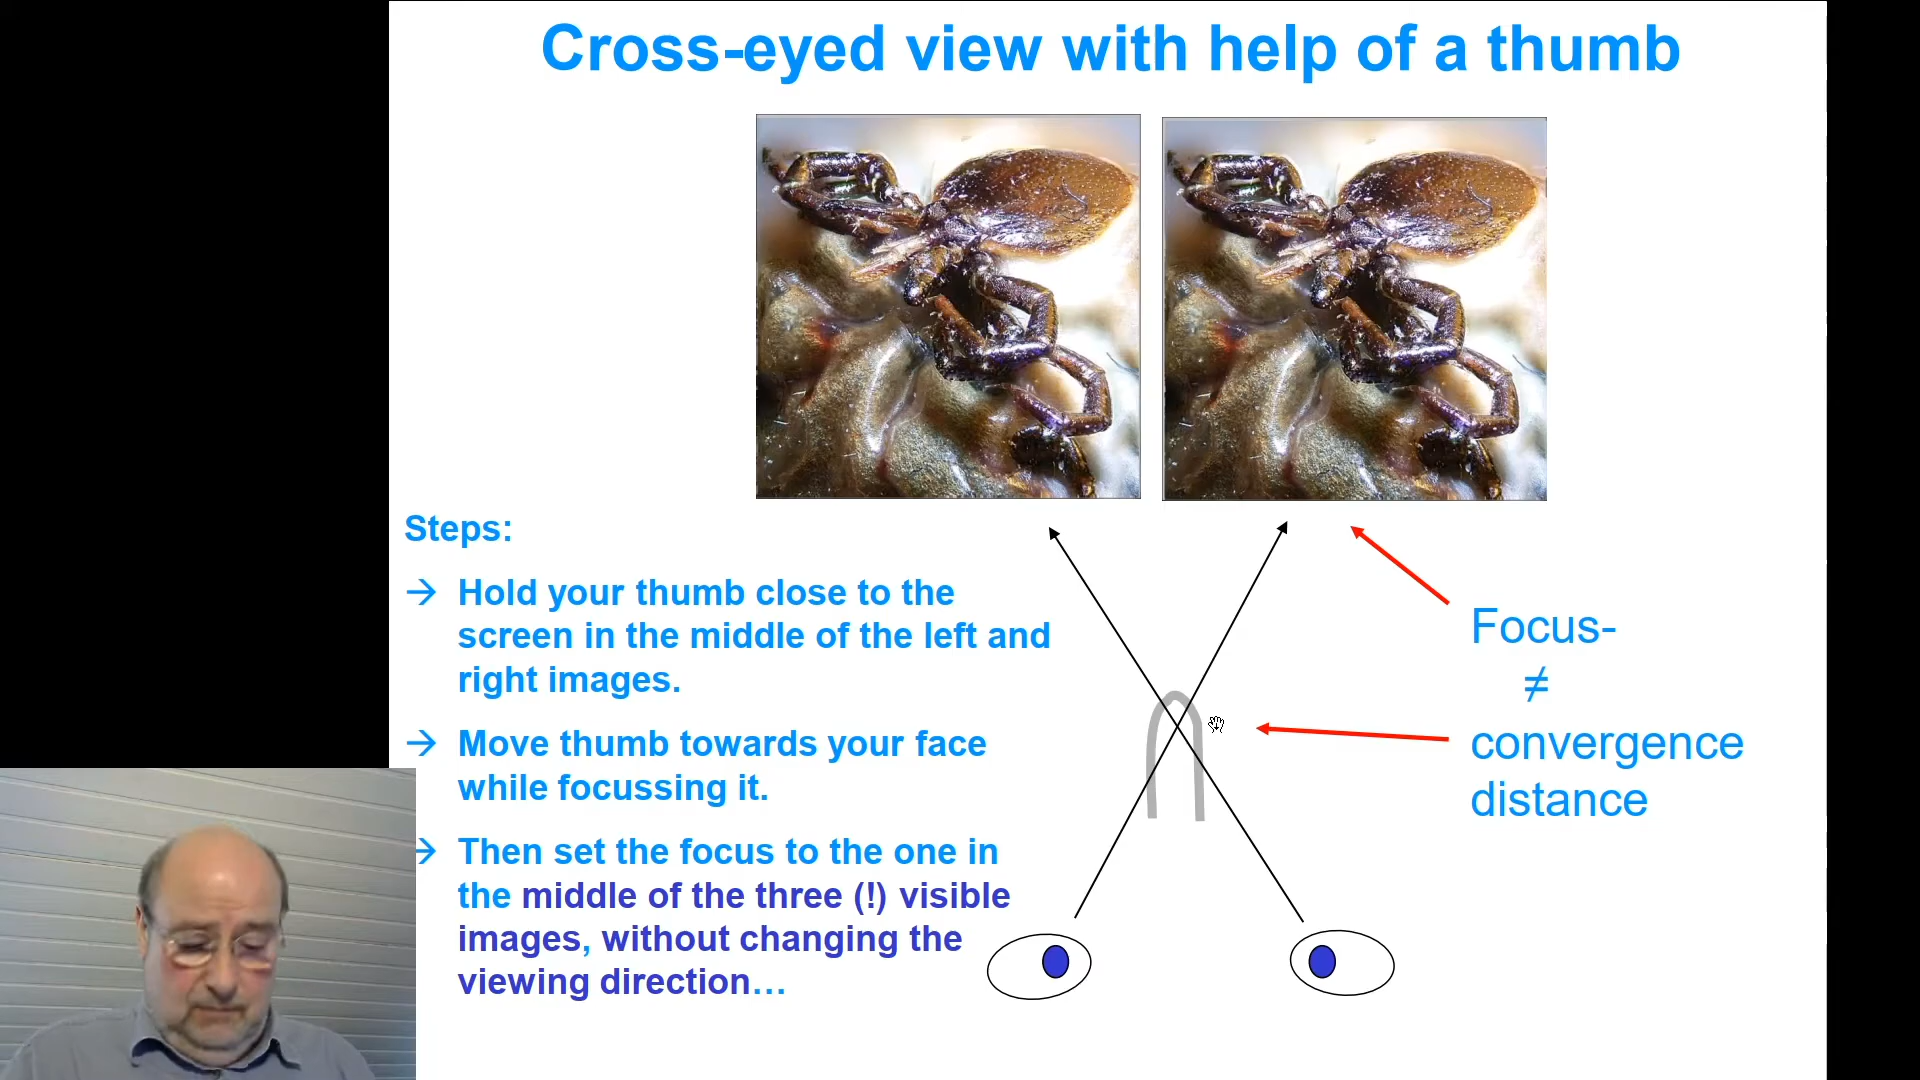 Cross-eyed view with help of a thumb
Steps:
→ Hold your thumb close to the
screen in the middle of the left and
right images.
→ Move thumb towards your face
while focussing it.
→ Then set the focus to the one in
the middle of the three (!) visible
images, without changing the
viewing direction…
Focus-
≠
convergence
distance